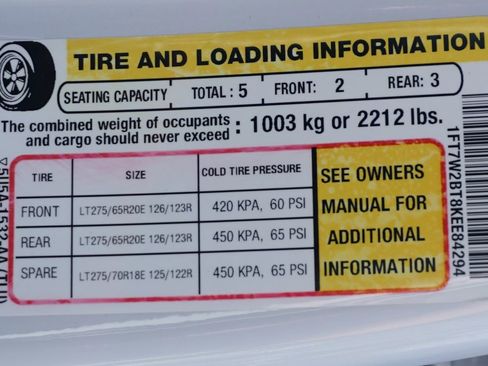 TIRE AND LOADING INFORMATION
SEATING CAPACITY TOTAL : 5 FRONT: 2 REAR: 3
The combined weight of occupants
and cargo should never exceed : 1003 kg or 2212 lbs.
TIRE SIZE COLD TIRE PRESSURE
FRONT LT275/65R20E 126/123R 420 KPA, 60 PSI
REAR LT275/65R20E 126/123R 450 KPA, 65 PSI
SPARE LT275/70R18E 125/122R 450 KPA, 65 PSI
SEE OWNERS
MANUAL FOR
ADDITIONAL
INFORMATION
1FT7W2BT8KEE84294